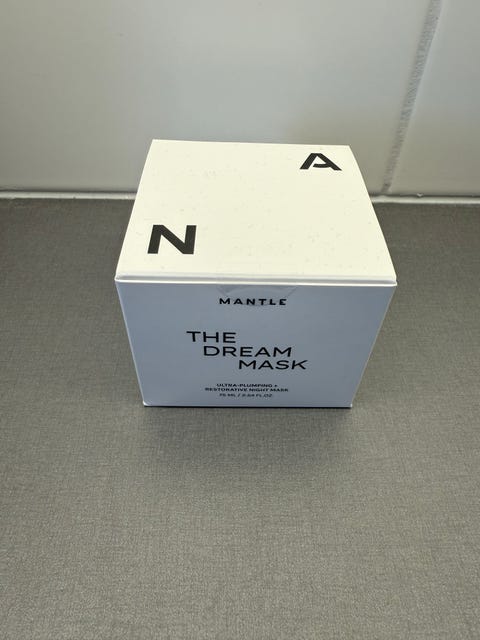 A
N
MANTLE
THE
DREAM
MASK
ULTRA-PLUMPING +
RESTORATIVE NIGHT MASK
75 ML / 2.54 FL.OZ.